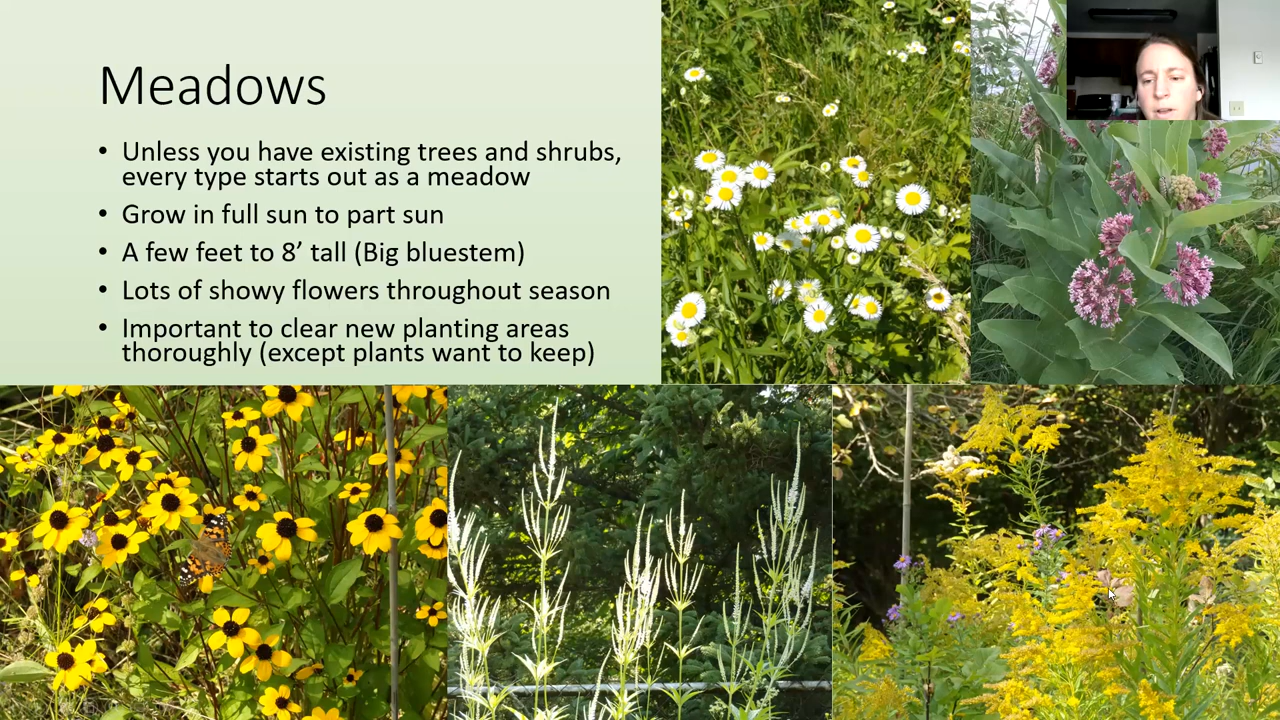 Meadows
• Unless you have existing trees and shrubs,
every type starts out as a meadow
• Grow in full sun to part sun
• A few feet to 8’ tall (Big bluestem)
• Lots of showy flowers throughout season
• Important to clear new planting areas
thoroughly (except plants want to keep)